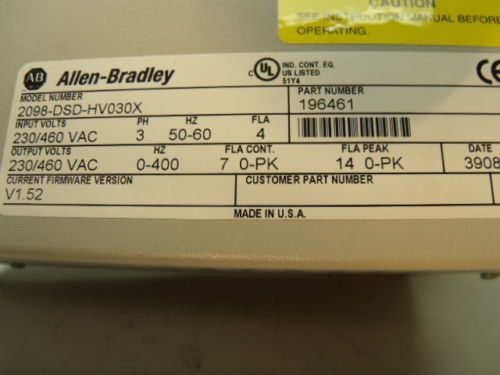 CAUTION
SEE INSTRUCTION MANUAL BEFORE
OPERATING.
AB Allen-Bradley
c UL US LISTED
IND. CONT. EQ.
51Y4
CE
MODEL NUMBER
2098-DSD-HV030X
PART NUMBER
196461
INPUT VOLTS PH HZ FLA
230/460 VAC 3 50-60 4
OUTPUT VOLTS HZ FLA CONT. FLA PEAK DATE
230/460 VAC 0-400 7 0-PK 14 0-PK 3908
CURRENT FIRMWARE VERSION CUSTOMER PART NUMBER
V1.52
MADE IN U.S.A.